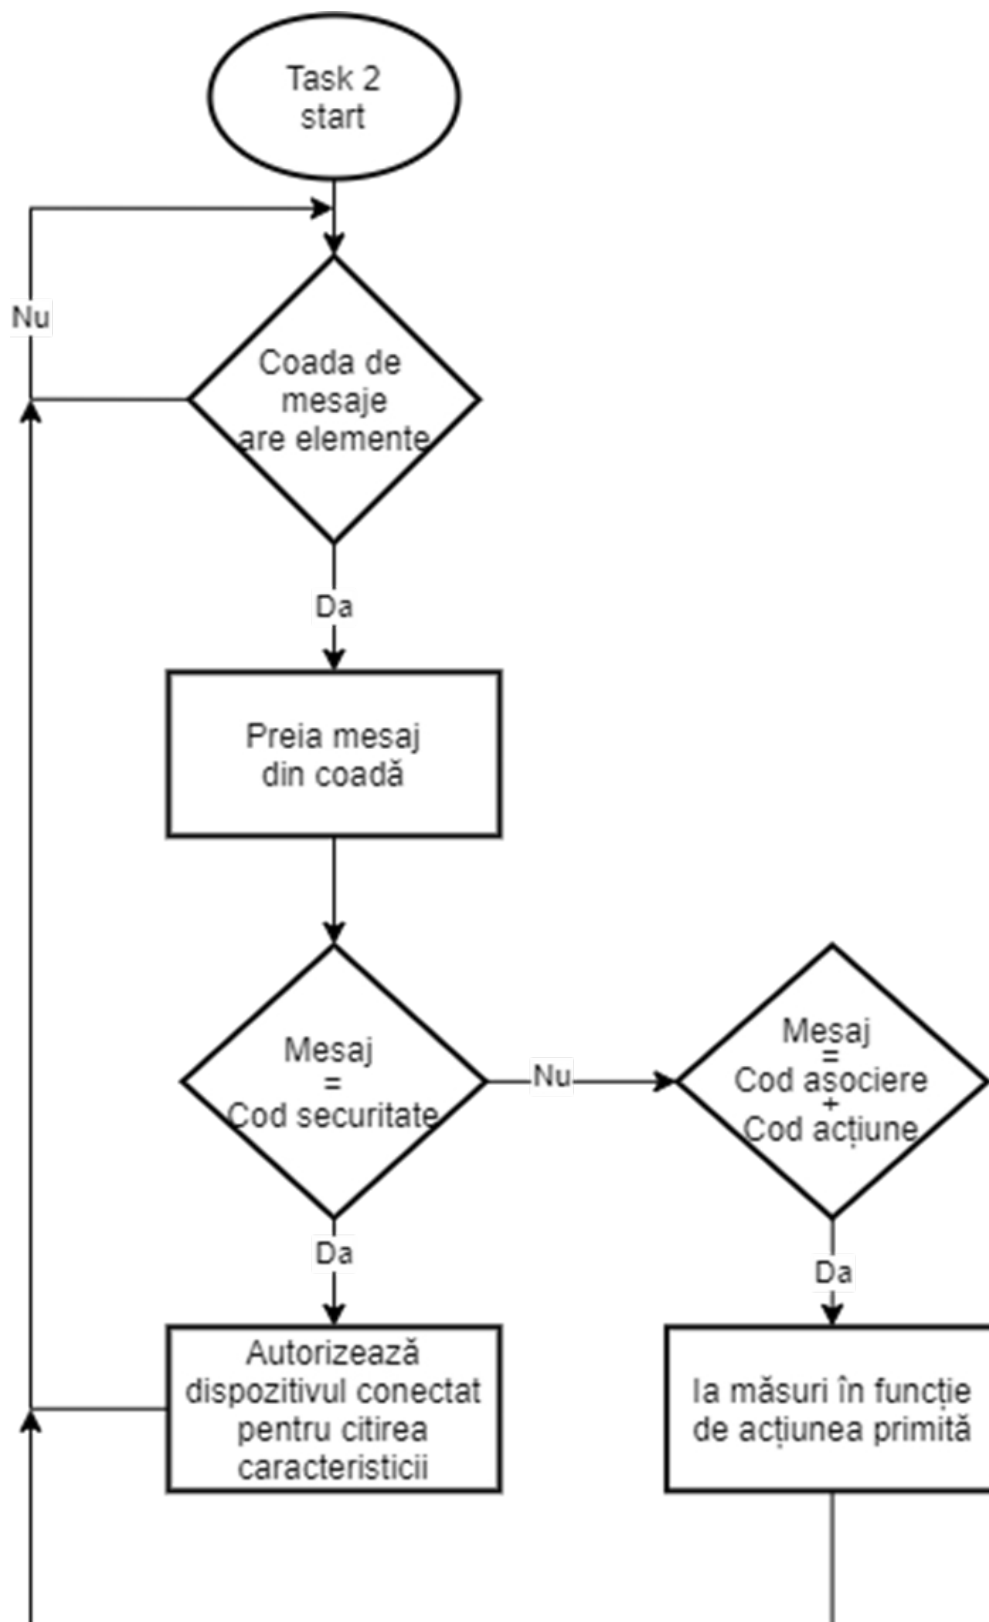 Task 2
start
Nu
Coada de
mesaje
are elemente
Da
Preia mesaj
din coadă
Mesaj
=
Cod securitate
Nu
Mesaj
=
Cod asociere
+
Cod acțiune
Da
Da
Autorizează
dispozitivul conectat
pentru citirea
caracteristicii
Ia măsuri în funcție
de acțiunea primită